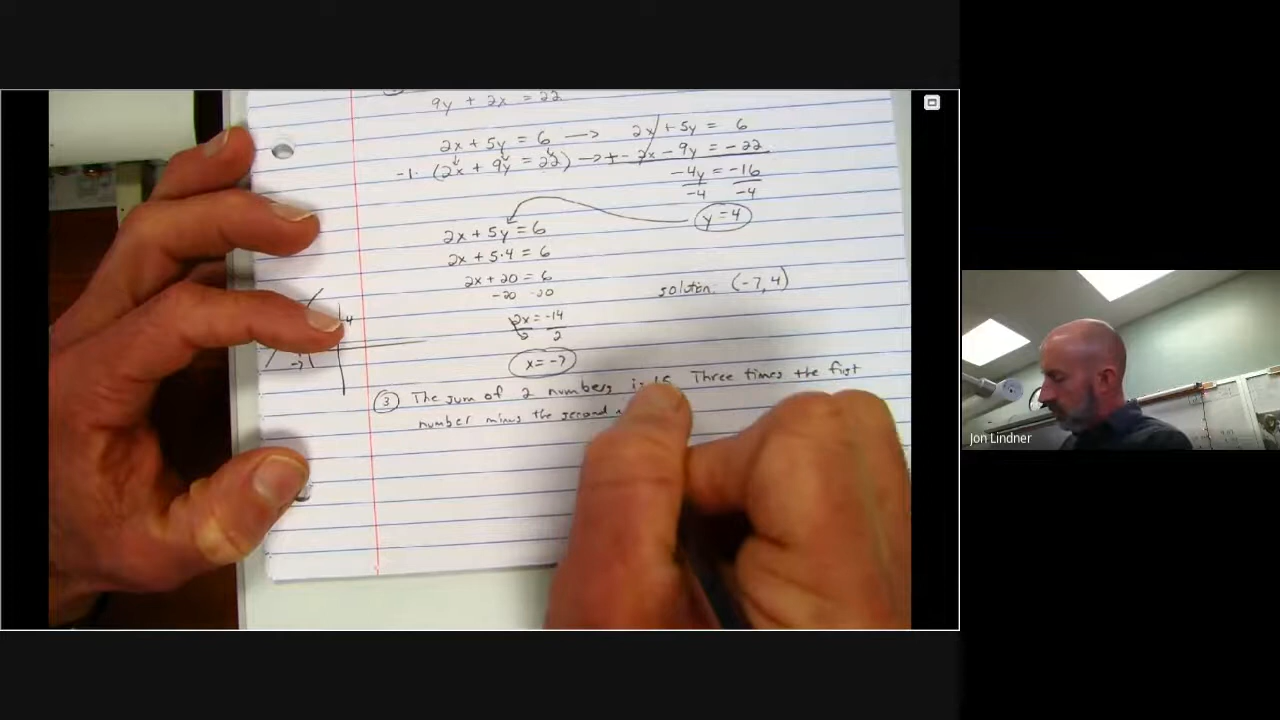 9y + 2x = 22
2x + 5y = 6 → 2x + 5y = 6
-1· (2x + 9y = 22) → + -2x - 9y = -22
-4y = -16
-4 -4
y = 4
2x + 5y = 6
2x + 5·4 = 6
2x + 20 = 6
-20 -20
2x = -14
2 2
x = -7
solution: (-7, 4)
4
-7
③ The sum of 2 numbers is Three times the first
number minus the second
Jon Lindner